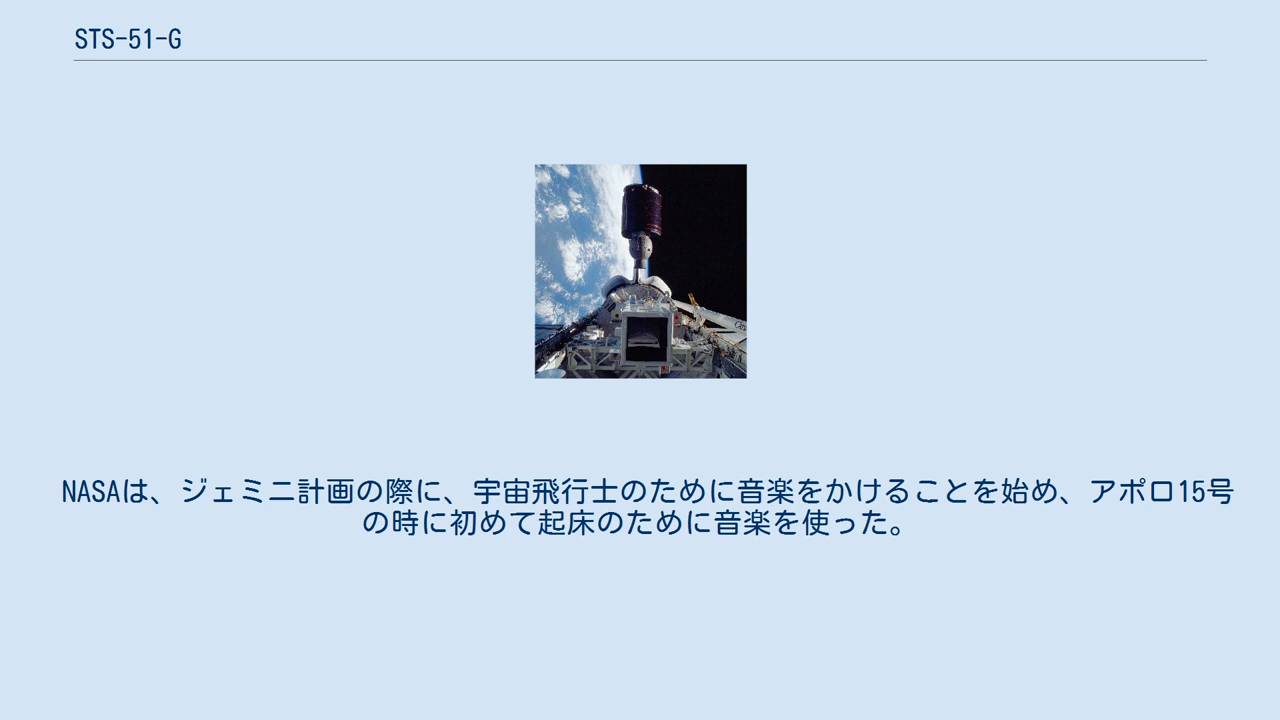 STS-51-G
NASAは、ジェミニ計画の際に、宇宙飛行士のために音楽をかけることを始め、アポロ15号
の時に初めて起床のために音楽を使った。